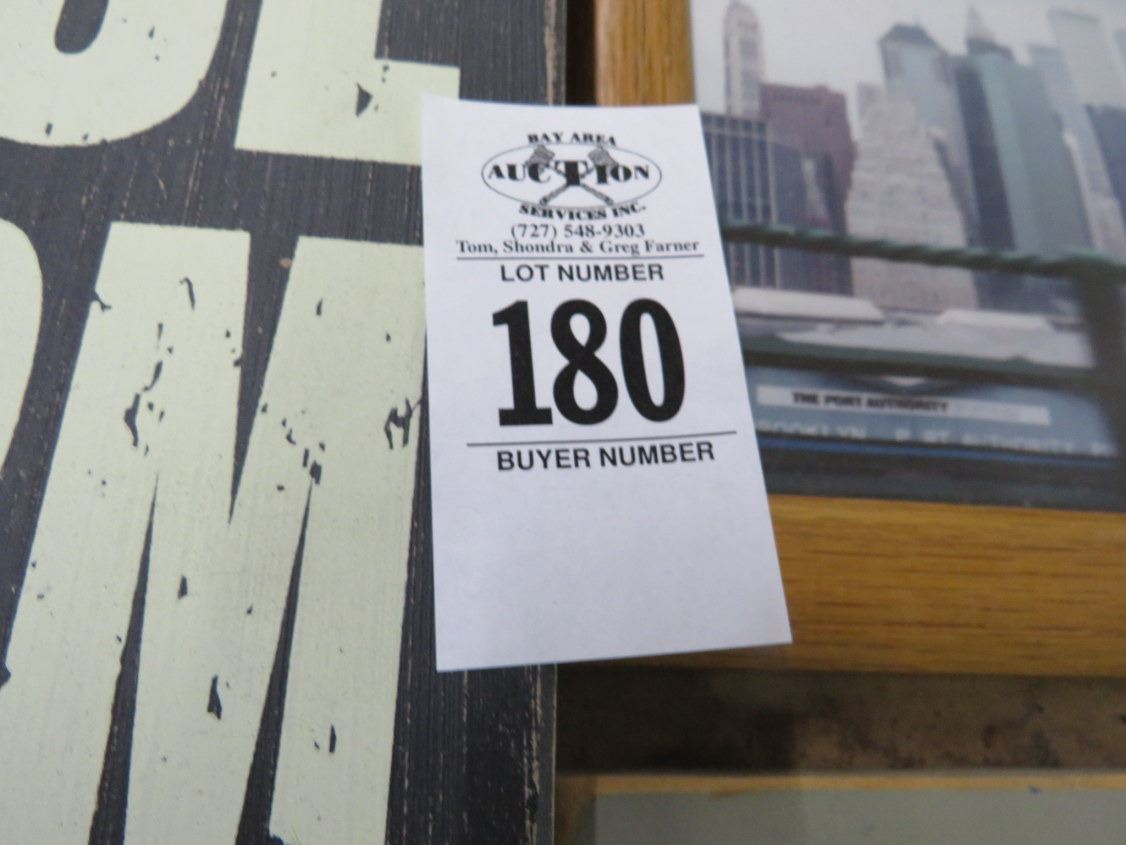 BAY AREA
AUCTION
SERVICES INC.
(727) 548-9303
Tom, Shondra & Greg Farner
LOT NUMBER
180
BUYER NUMBER
THE PORT AUTHORITY